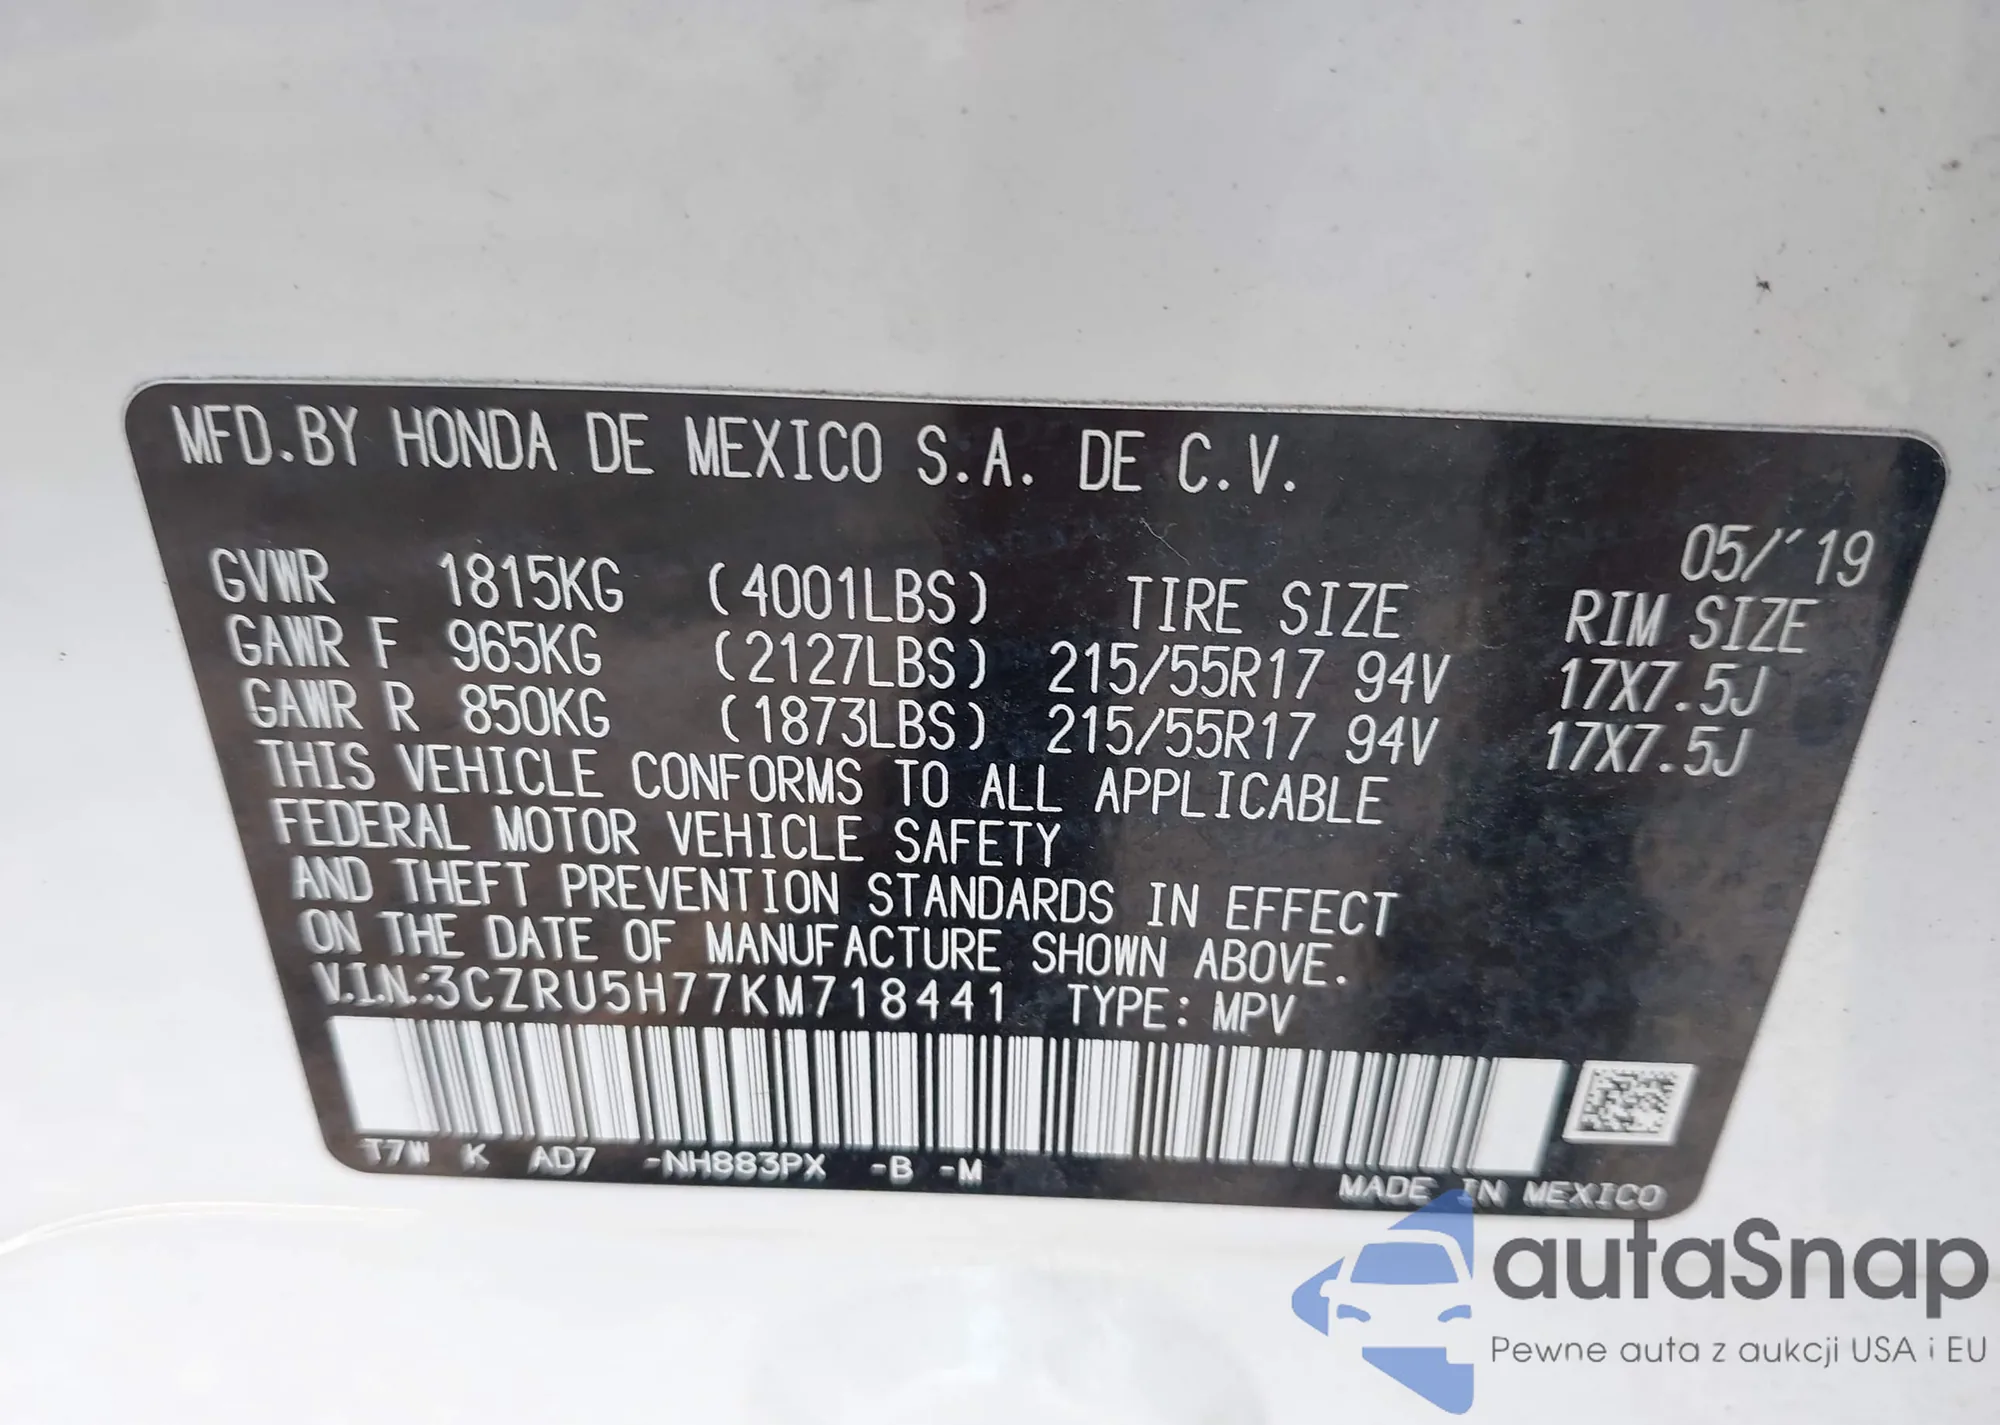 MFD.BY HONDA DE MEXICO S.A. DE C.V.
05/'19
GVWR 1815KG (4001LBS) TIRE SIZE RIM SIZE
GAWR F 965KG (2127LBS) 215/55R17 94V 17X7.5J
GAWR R 850KG (1873LBS) 215/55R17 94V 17X7.5J
THIS VEHICLE CONFORMS TO ALL APPLICABLE
FEDERAL MOTOR VEHICLE SAFETY
AND THEFT PREVENTION STANDARDS IN EFFECT
ON THE DATE OF MANUFACTURE SHOWN ABOVE.
V.I.N.:3CZRU5H77KM718441 TYPE: MPV
T7W K AD7 -NH883PX -B -M
MADE IN MEXICO
autaSnap
Pewne auta z aukcji USA i EU